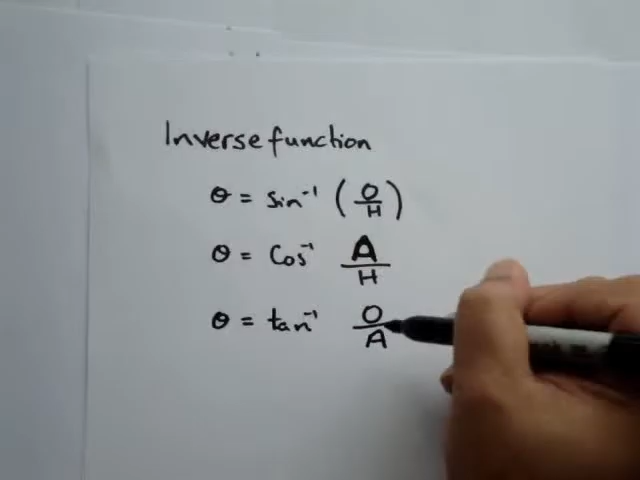 Inverse function
θ = sin⁻¹ (O/H)
θ = Cos⁻¹ A/H
θ = tan⁻¹ O/A